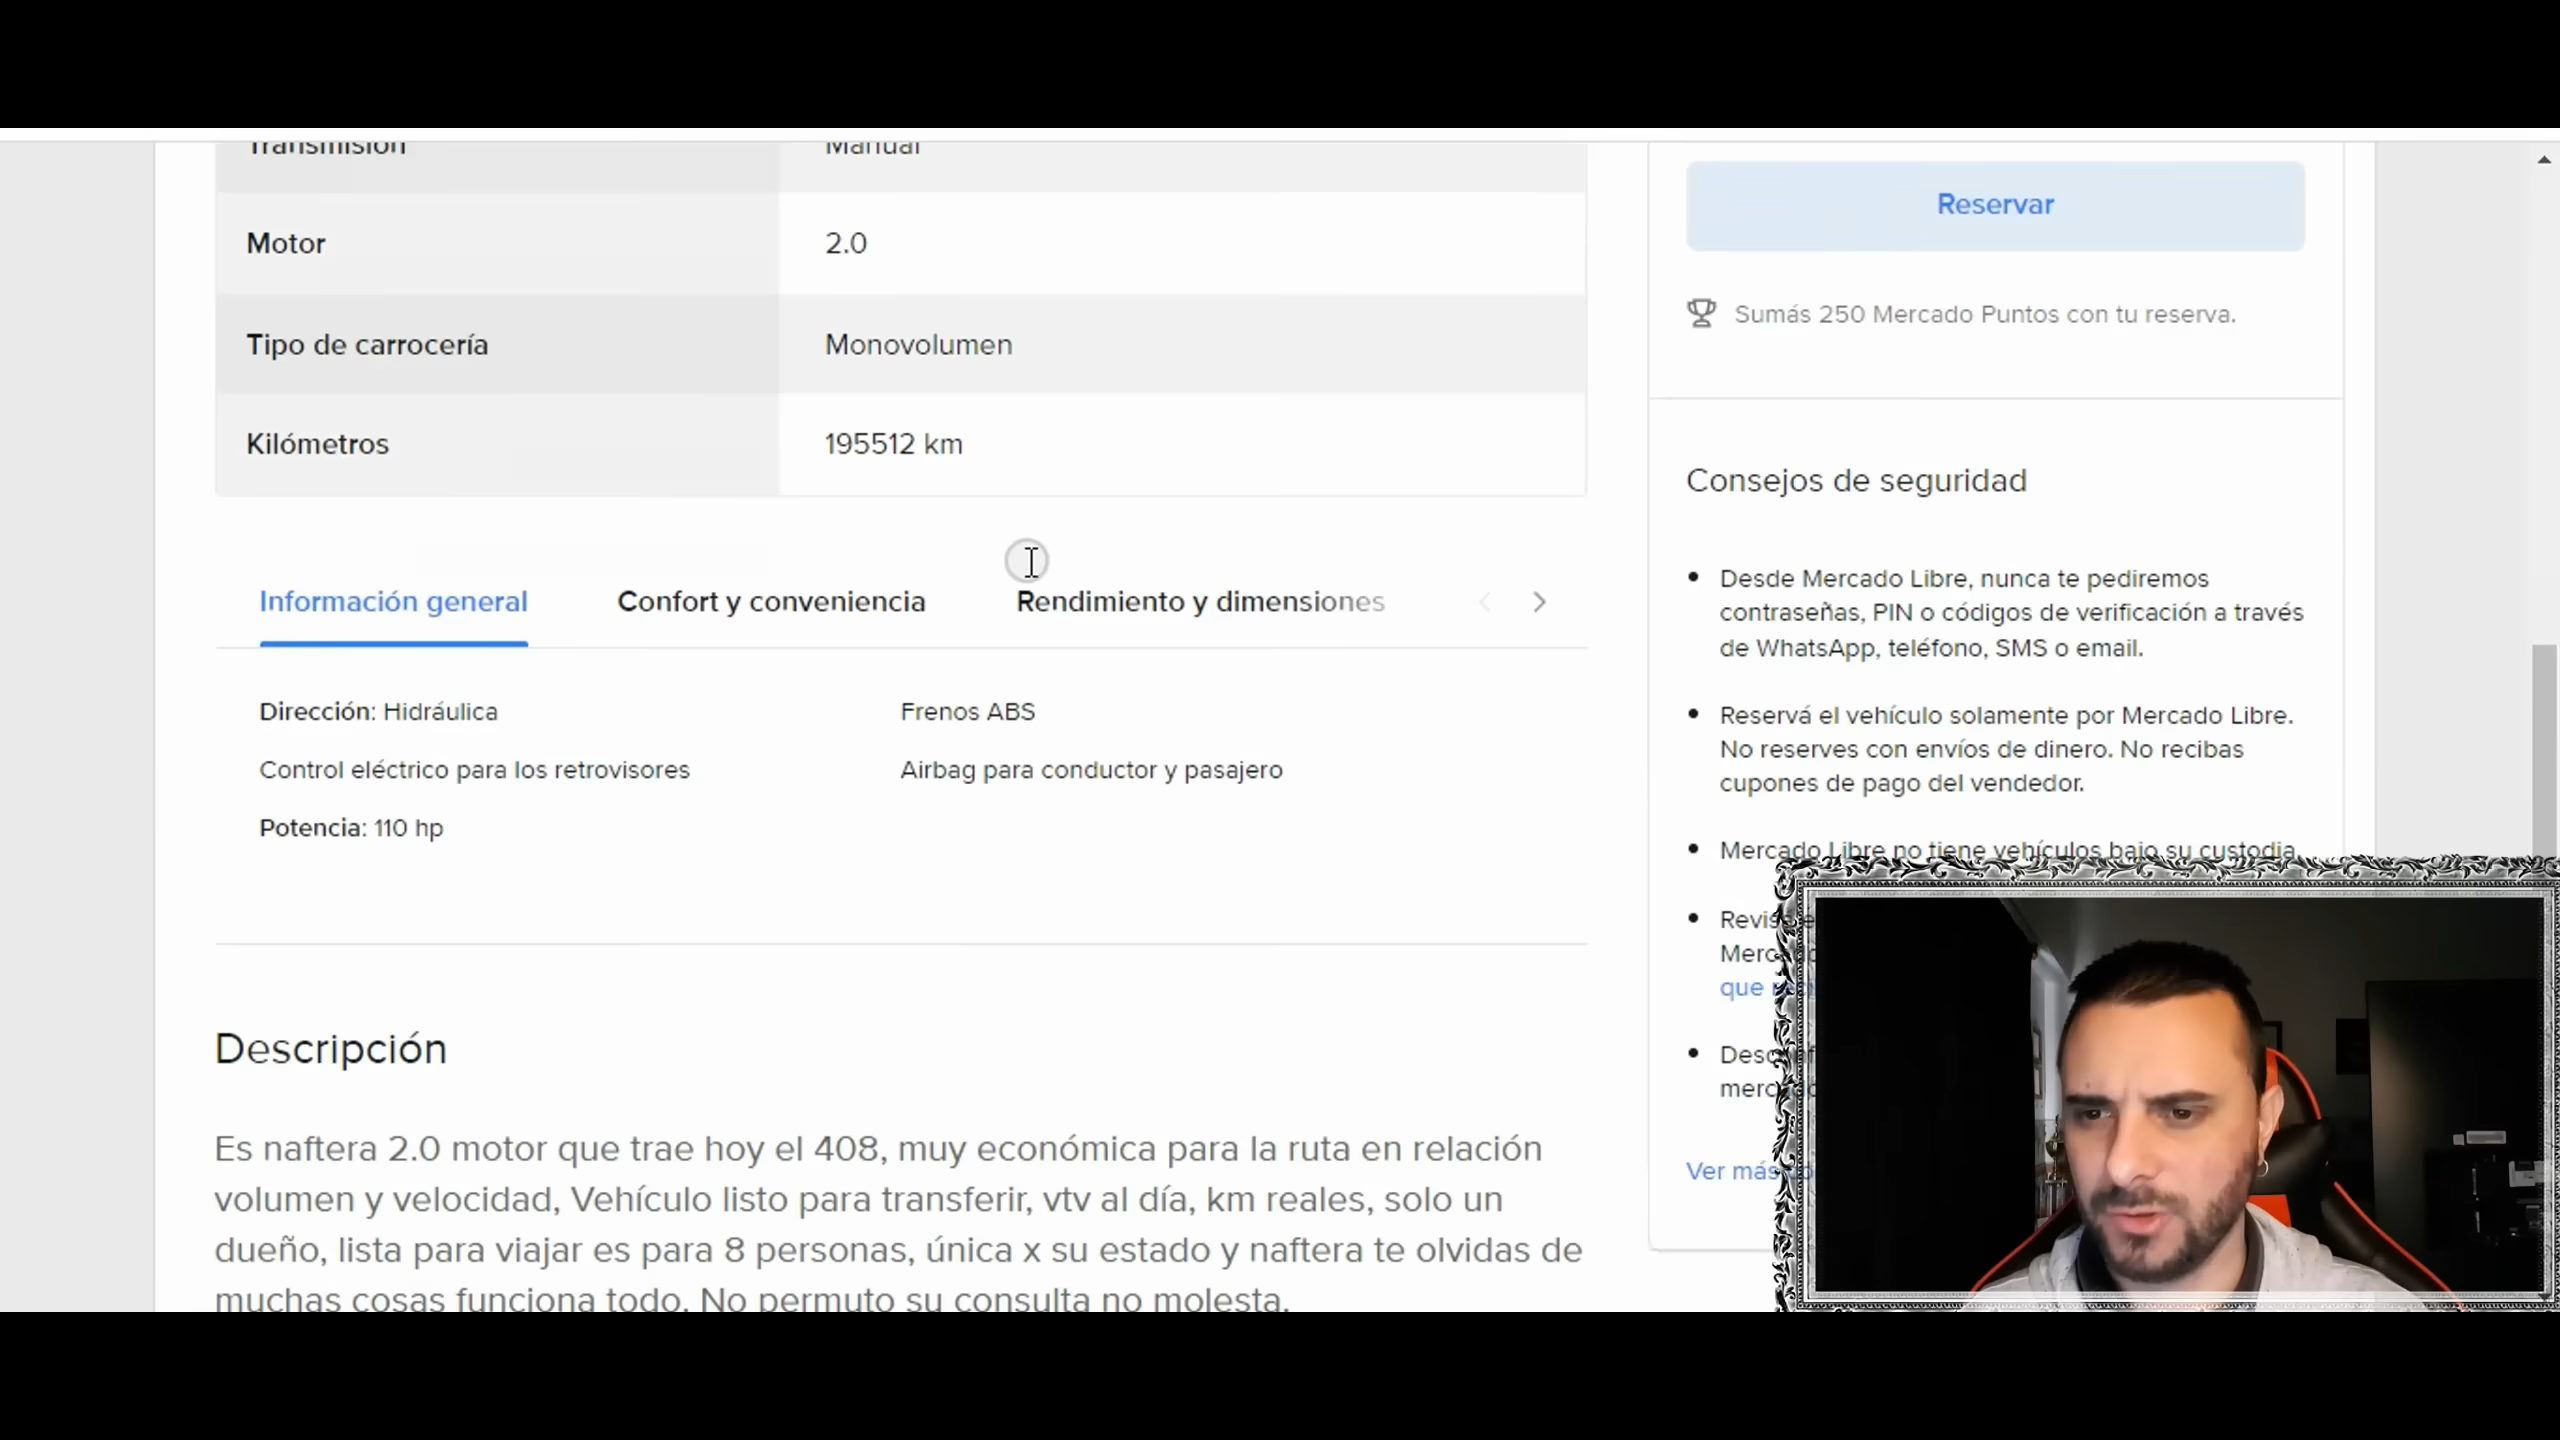 Transmisión
Manual
Motor
2.0
Tipo de carrocería
Monovolumen
Kilómetros
195512 km
Información general
Confort y conveniencia
Rendimiento y dimensiones
Dirección: Hidráulica
Frenos ABS
Control eléctrico para los retrovisores
Airbag para conductor y pasajero
Potencia: 110 hp
Descripción
Es naftera 2.0 motor que trae hoy el 408, muy económica para la ruta en relación
volumen y velocidad, Vehículo listo para transferir, vtv al día, km reales, solo un
dueño, lista para viajar es para 8 personas, única x su estado y naftera te olvidas de
muchas cosas funciona todo. No permuto su consulta no molesta.
Reservar
Sumás 250 Mercado Puntos con tu reserva.
Consejos de seguridad
• Desde Mercado Libre, nunca te pediremos
contraseñas, PIN o códigos de verificación a través
de WhatsApp, teléfono, SMS o email.
• Reservá el vehículo solamente por Mercado Libre.
No reserves con envíos de dinero. No recibas
cupones de pago del vendedor.
• Mercado Libre no tiene vehículos bajo su custodia.
que
Ver más